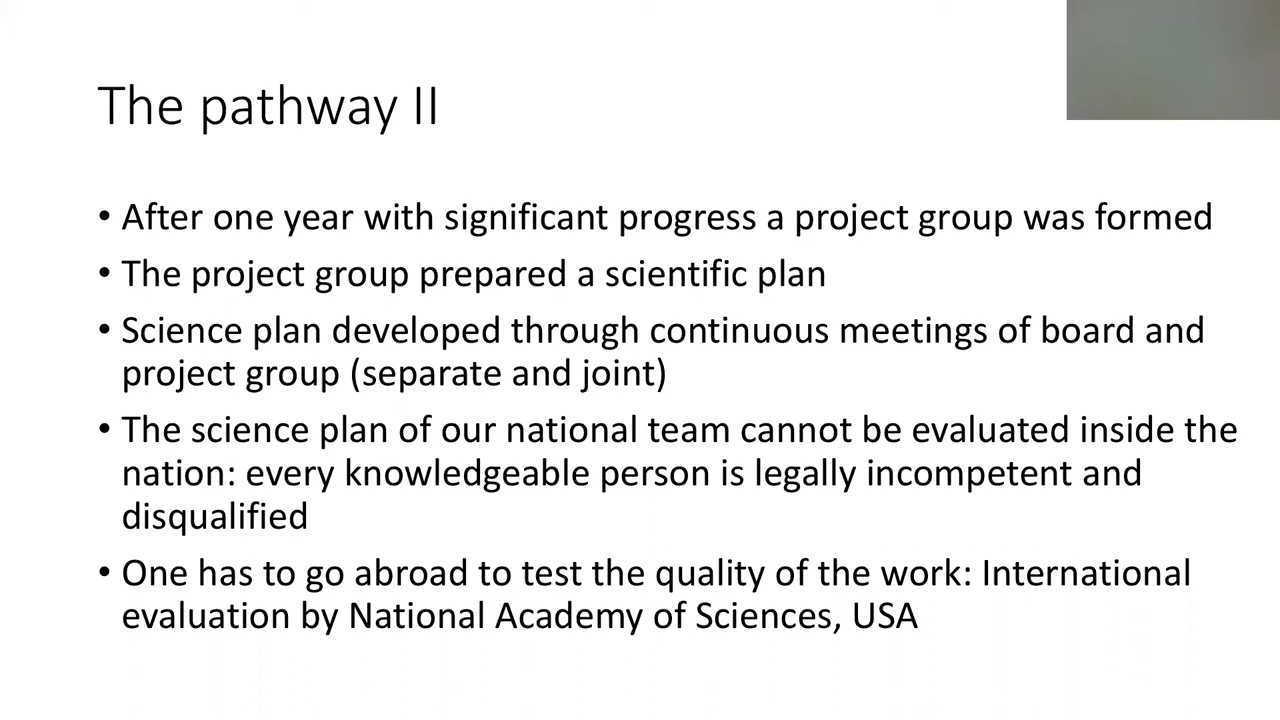 The pathway II
• After one year with significant progress a project group was formed
• The project group prepared a scientific plan
• Science plan developed through continuous meetings of board and
project group (separate and joint)
• The science plan of our national team cannot be evaluated inside the
nation: every knowledgeable person is legally incompetent and
disqualified
• One has to go abroad to test the quality of the work: International
evaluation by National Academy of Sciences, USA